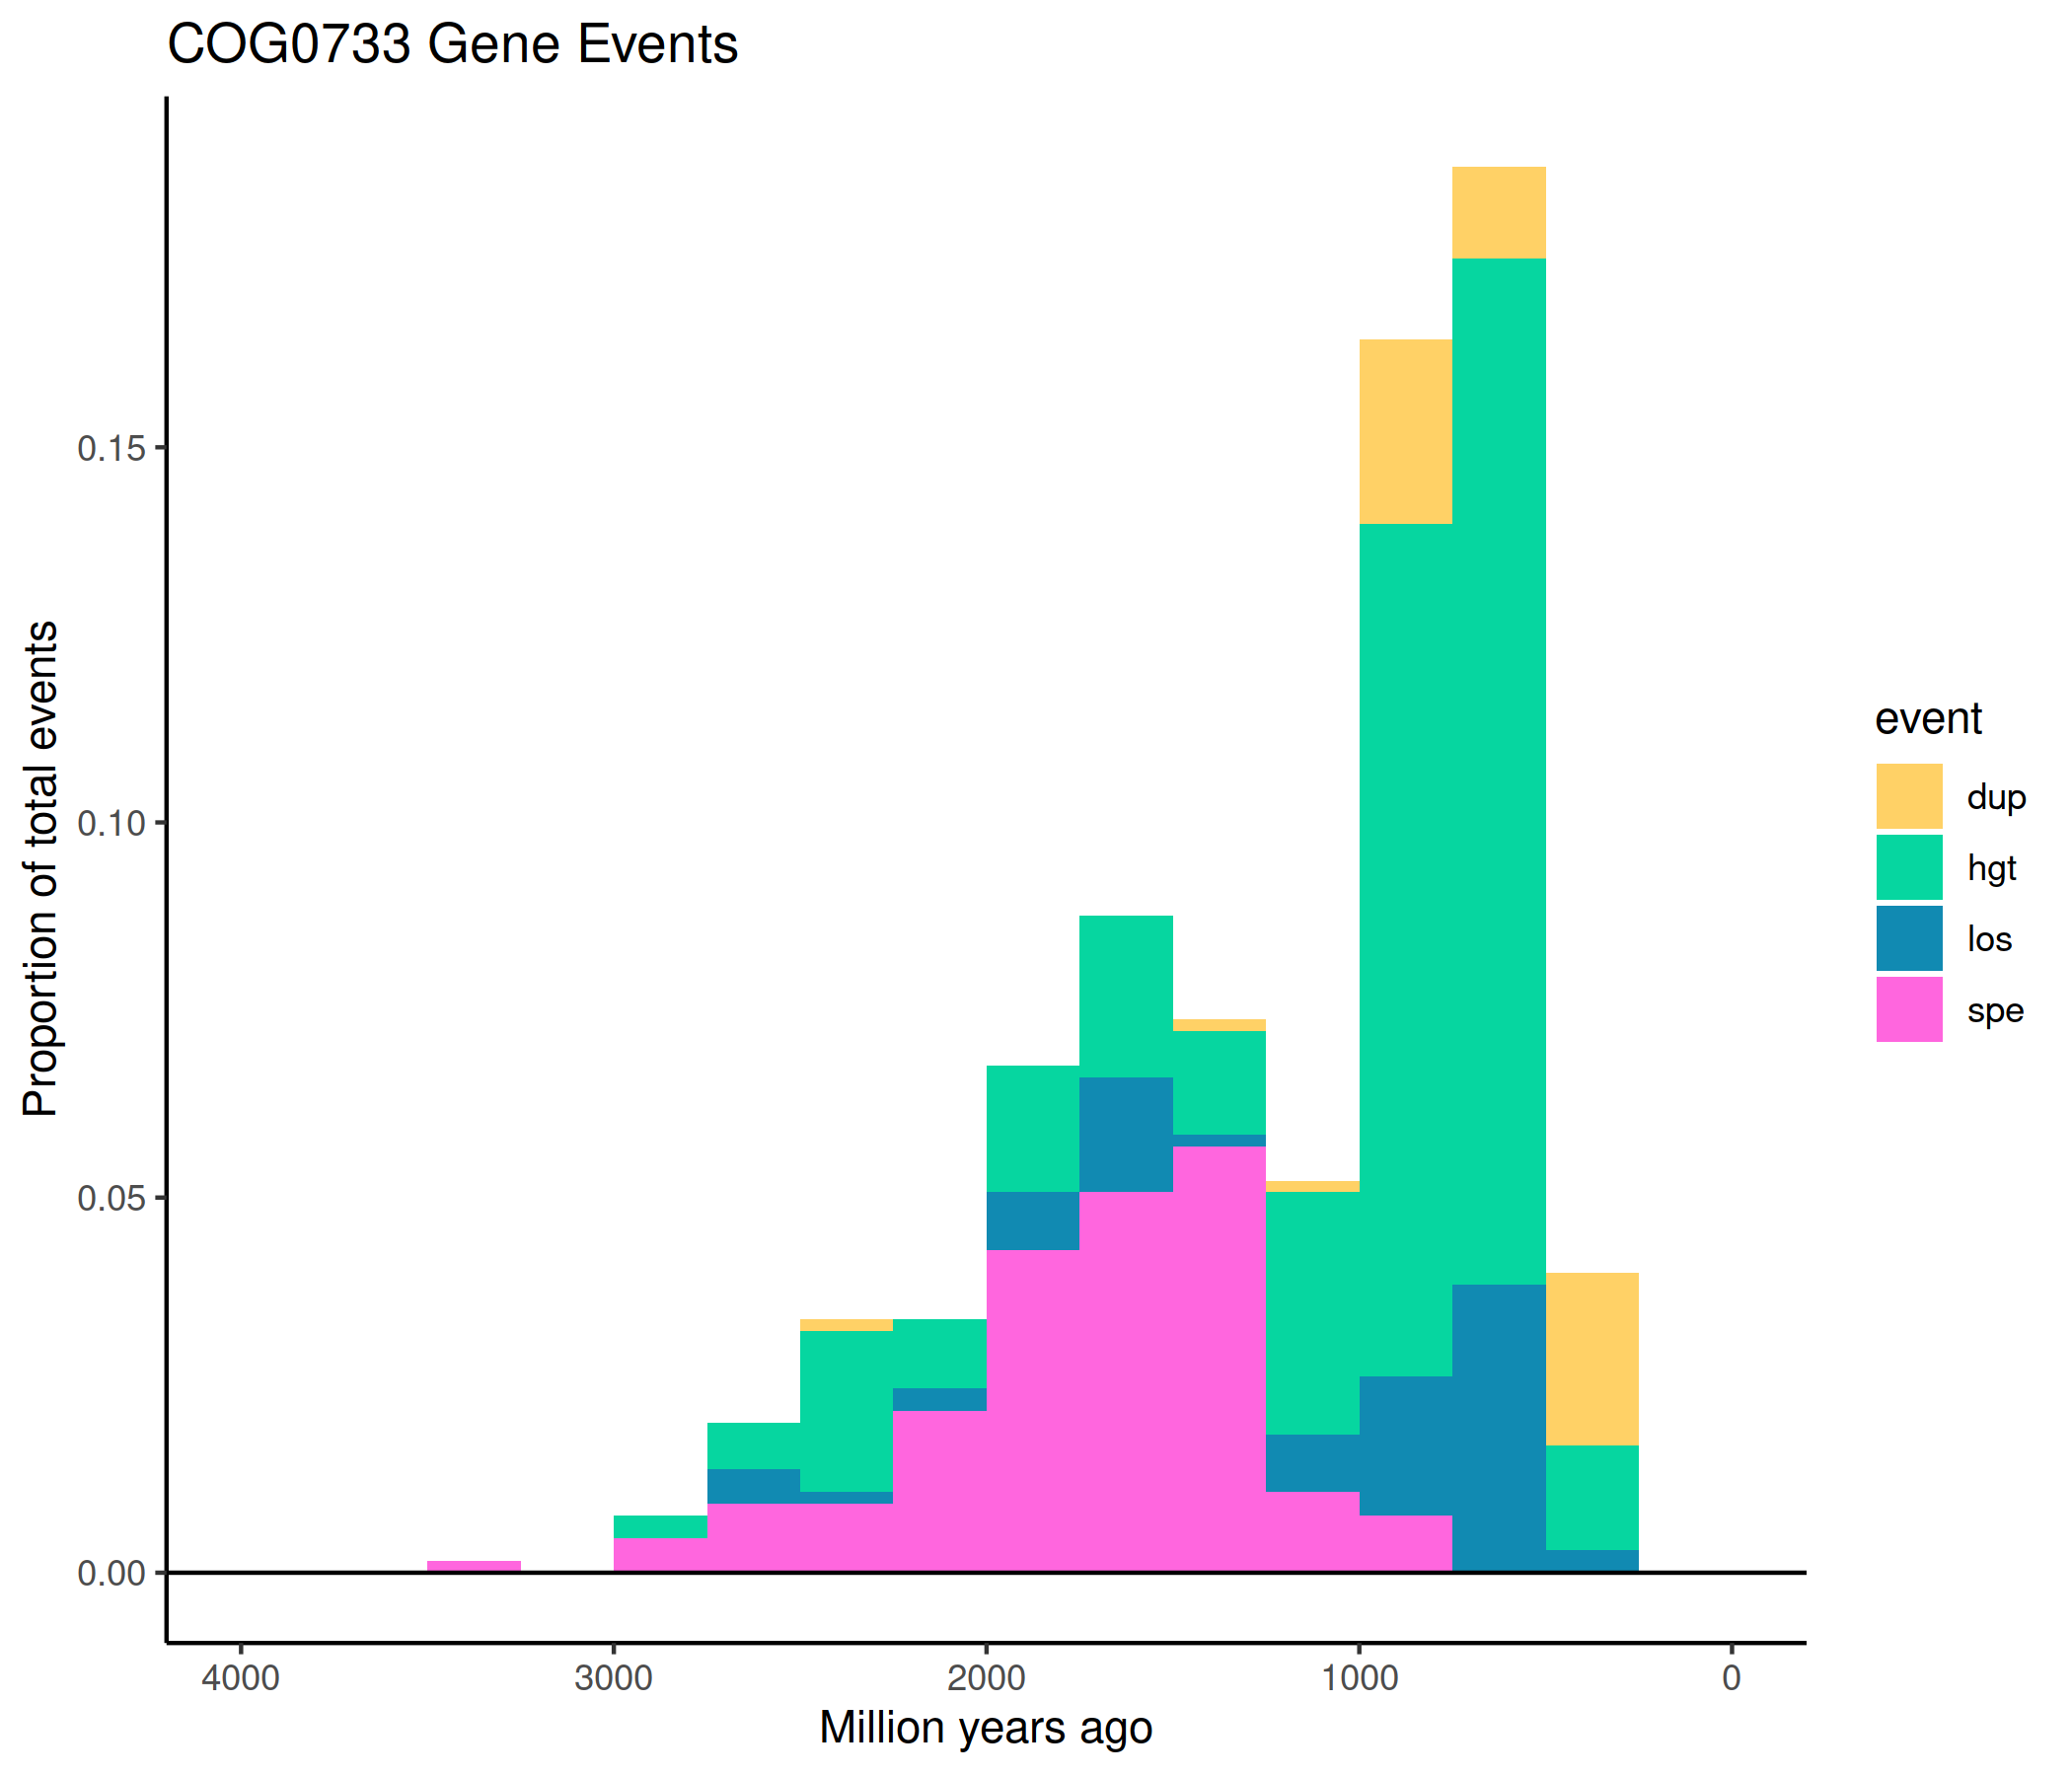 COG0733 Gene Events
Proportion of total events
0.15
0.10
0.05
0.00
4000 3000 2000 1000 0
Million years ago
event
dup
hgt
los
spe